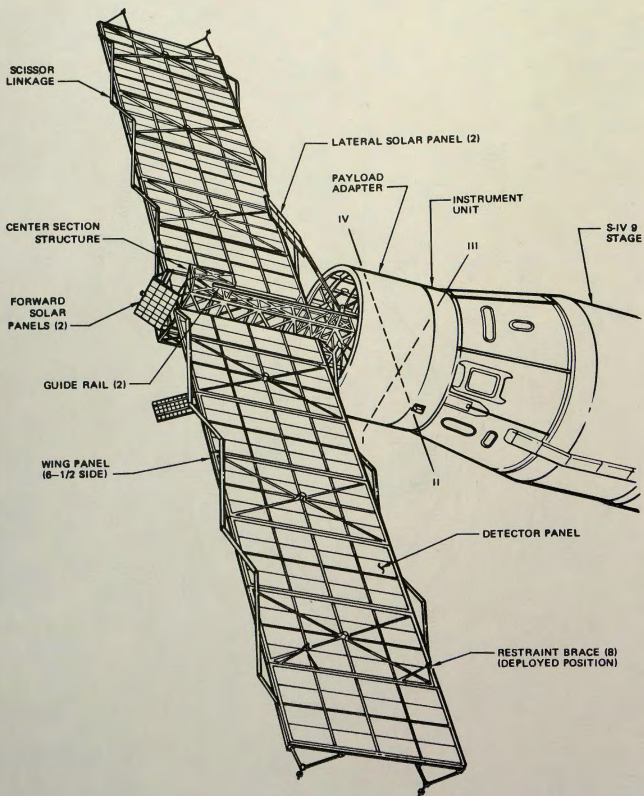 SCISSOR
LINKAGE
LATERAL SOLAR PANEL (2)
PAYLOAD
ADAPTER
INSTRUMENT
UNIT
IV
III
S-IV 9
STAGE
CENTER SECTION
STRUCTURE
FORWARD
SOLAR
PANELS (2)
GUIDE RAIL (2)
WING PANEL
(6-1/2 SIDE)
II
DETECTOR PANEL
RESTRAINT BRACE (8)
(DEPLOYED POSITION)